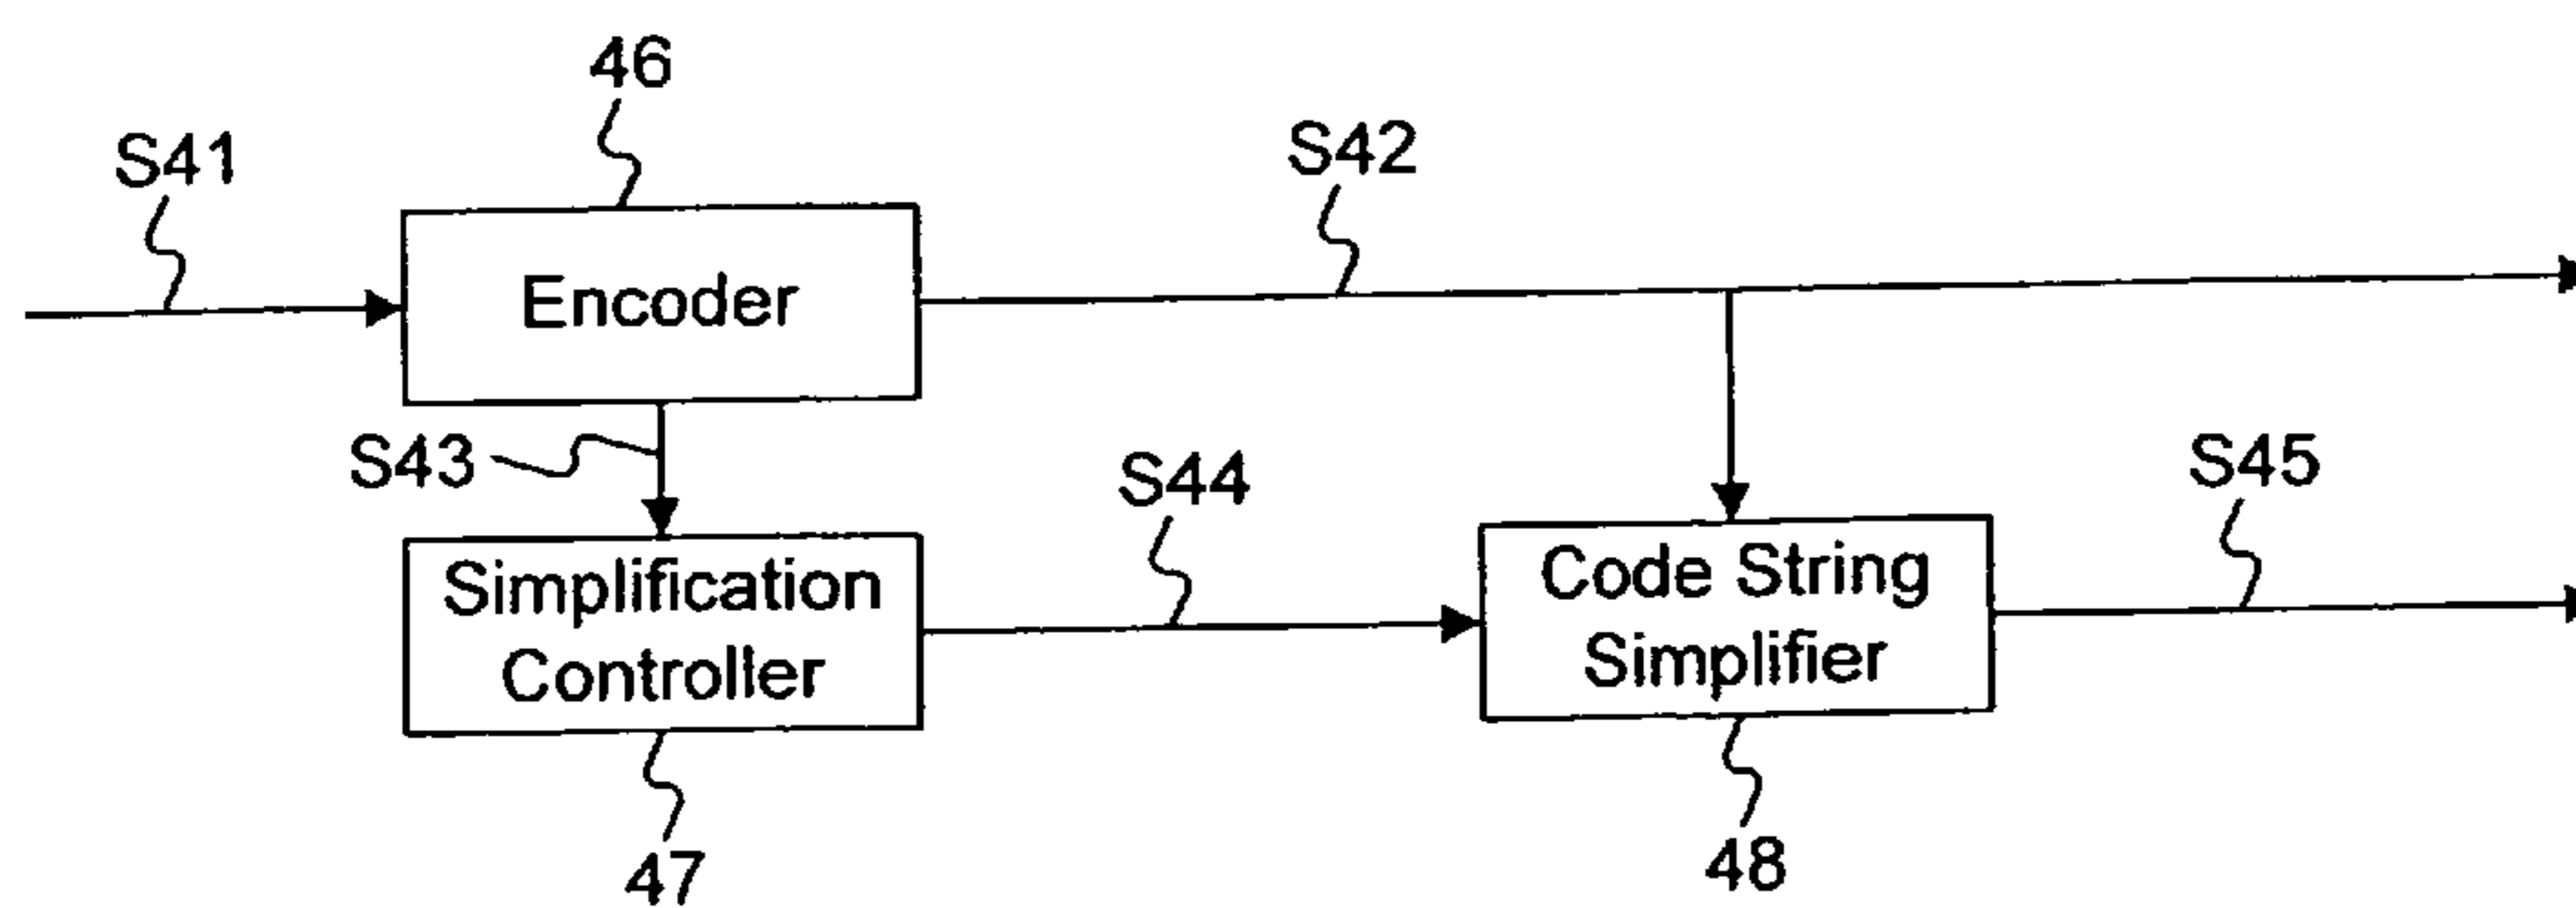 46
S41
S42
Encoder
S43
S44
S45
Simplification
Controller
Code String
Simplifier
47
48